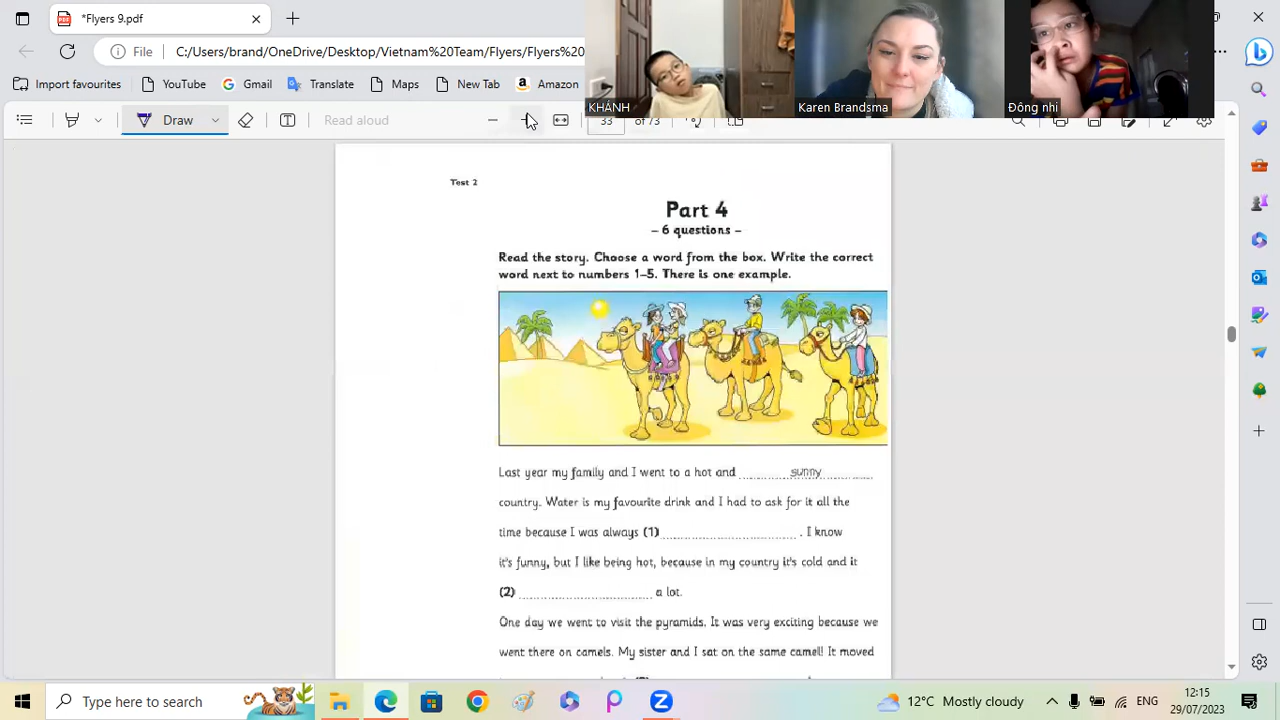 *Flyers 9.pdf
File
C:/Users/brand/OneDrive/Desktop/Vietnam%20Team/Flyers/Flyers%
Import favourites
YouTube
Gmail
Translate
Maps
New Tab
Amazon
KHÁNH
Karen Brandsma
Đông nhi
Draw
Read aloud
33
of 73
Test 2
Part 4
– 6 questions –
Read the story. Choose a word from the box. Write the correct
word next to numbers 1–5. There is one example.
Last year my family and I went to a hot and sunny
country. Water is my favourite drink and I had to ask for it all the
time because I was always (1) . I know
it's funny, but I like being hot, because in my country it's cold and it
(2) a lot.
One day we went to visit the pyramids. It was very exciting because we
went there on camels. My sister and I sat on the same camel! It moved
Type here to search
12°C Mostly cloudy
ENG
12:15
29/07/2023